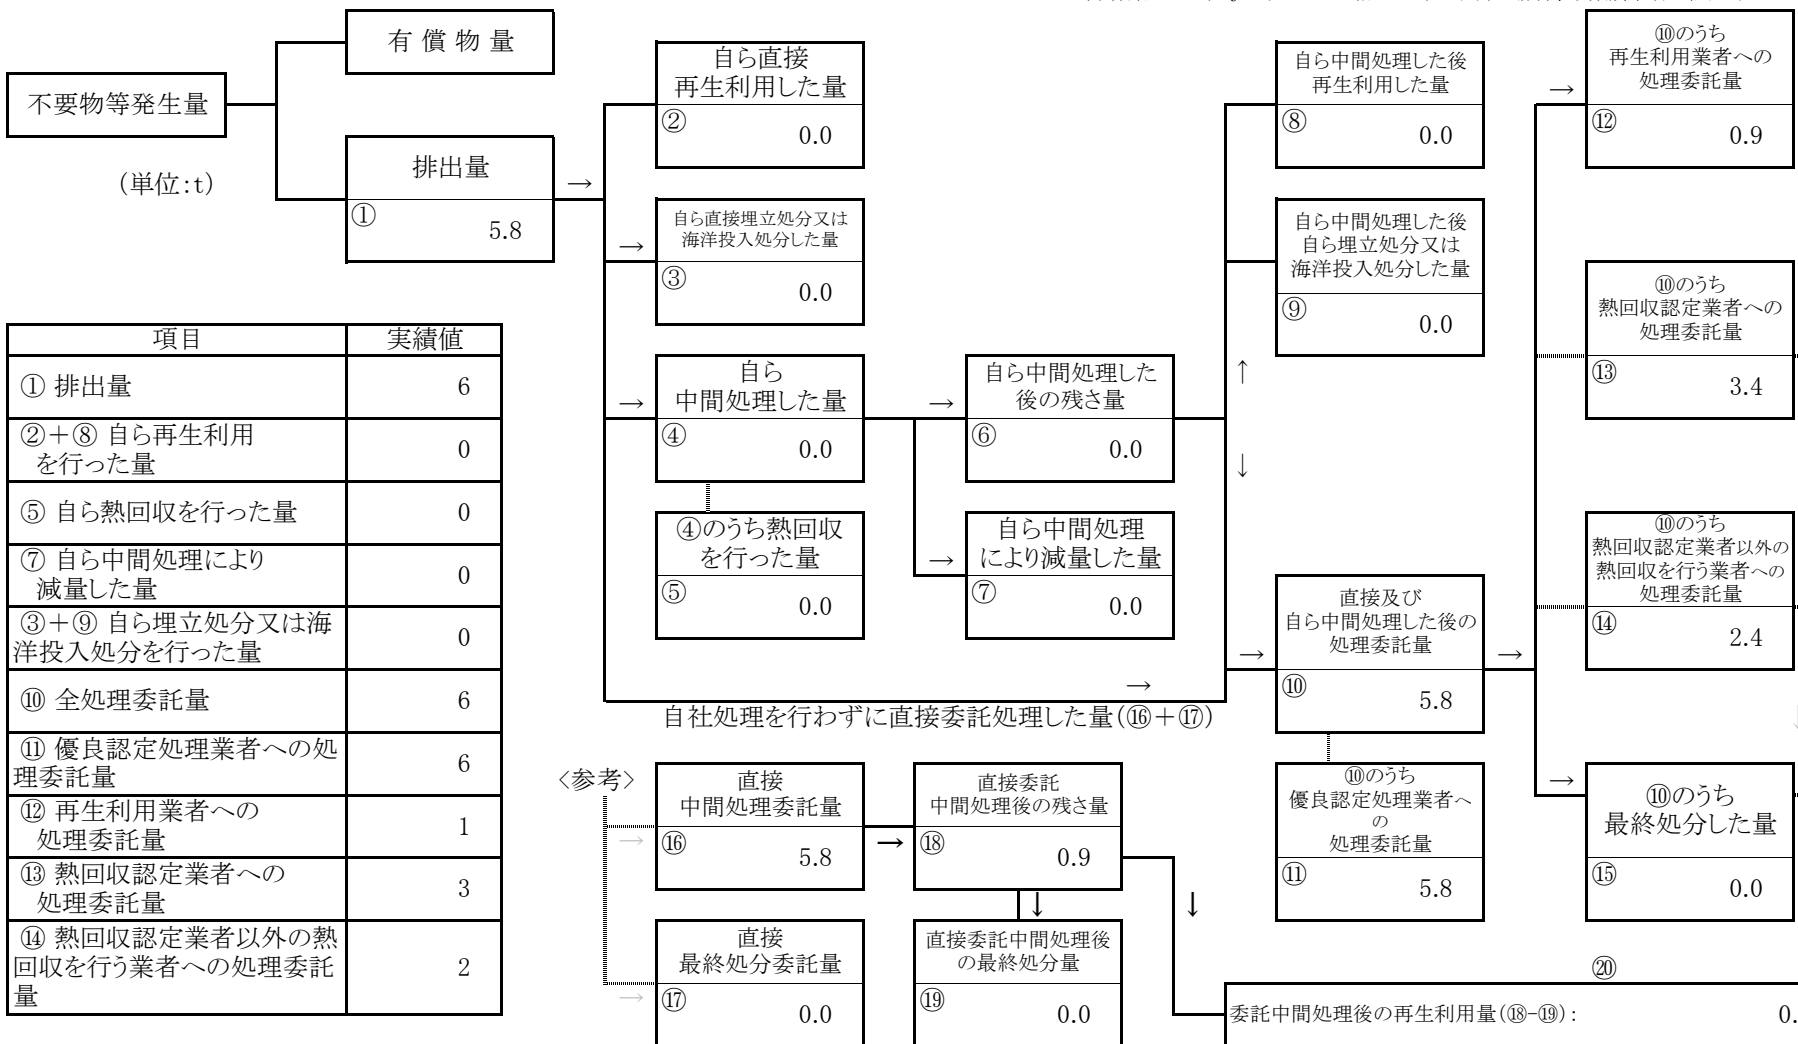 有償物量
不要物等発生量
(単位:t)
排出量
①
5.8
自ら直接
再生利用した量
②
0.0
自ら直接埋立処分又は
海洋投入処分した量
③
0.0
自ら
中間処理した量
④
0.0
④のうち熱回収
を行った量
⑤
0.0
自ら中間処理した
後の残さ量
⑥
0.0
自ら中間処理
により減量した量
⑦
0.0
自ら中間処理した後
再生利用した量
⑧
0.0
自ら中間処理した後
自ら埋立処分又は
海洋投入処分した量
⑨
0.0
直接及び
自ら中間処理した後の
処理委託量
⑩
5.8
⑩のうち
優良認定処理業者へ
の
処理委託量
⑪
5.8
⑩のうち
再生利用業者への
処理委託量
⑫
0.9
⑩のうち
熱回収認定業者への
処理委託量
⑬
3.4
⑩のうち
熱回収認定業者以外の
熱回収を行う業者への
処理委託量
⑭
2.4
⑩のうち
最終処分した量
⑮
0.0
自社処理を行わずに直接委託処理した量(⑯+⑰)
<参考>
直接
中間処理委託量
⑯
5.8
直接
最終処分委託量
⑰
0.0
直接委託
中間処理後の残さ量
⑱
0.9
直接委託中間処理後
の最終処分量
⑲
0.0
⑳
委託中間処理後の再生利用量(⑱-⑲):
0.
項目 実績値
① 排出量 6
②+⑧ 自ら再生利用
を行った量 0
⑤ 自ら熱回収を行った量 0
⑦ 自ら中間処理により
減量した量 0
③+⑨ 自ら埋立処分又は海
洋投入処分を行った量 0
⑩ 全処理委託量 6
⑪ 優良認定処理業者への処
理委託量 6
⑫ 再生利用業者への
処理委託量 1
⑬ 熱回収認定業者への
処理委託量 3
⑭ 熱回収認定業者以外の熱
回収を行う業者への処理委託
量 2